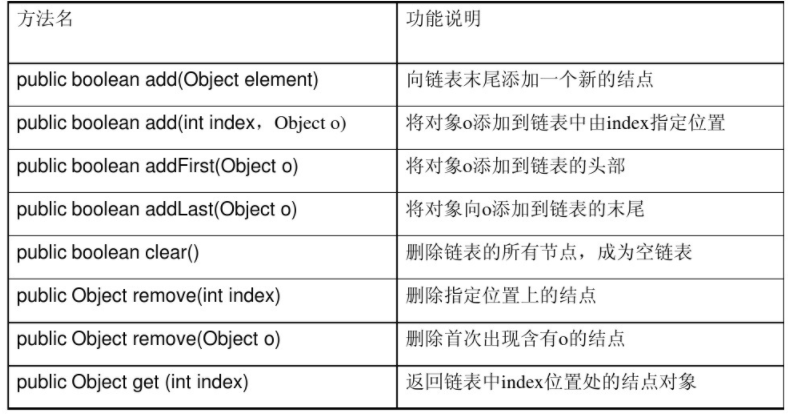 方法名 功能说明
public boolean add(Object element) 向链表末尾添加一个新的结点
public boolean add(int index，Object o) 将对象o添加到链表中由index指定位置
public boolean addFirst(Object o) 将对象o添加到链表的头部
public boolean addLast(Object o) 将对象向o添加到链表的末尾
public boolean clear() 删除链表的所有节点，成为空链表
public Object remove(int index) 删除指定位置上的结点
public Object remove(Object o) 删除首次出现含有o的结点
public Object get (int index) 返回链表中index位置处的结点对象